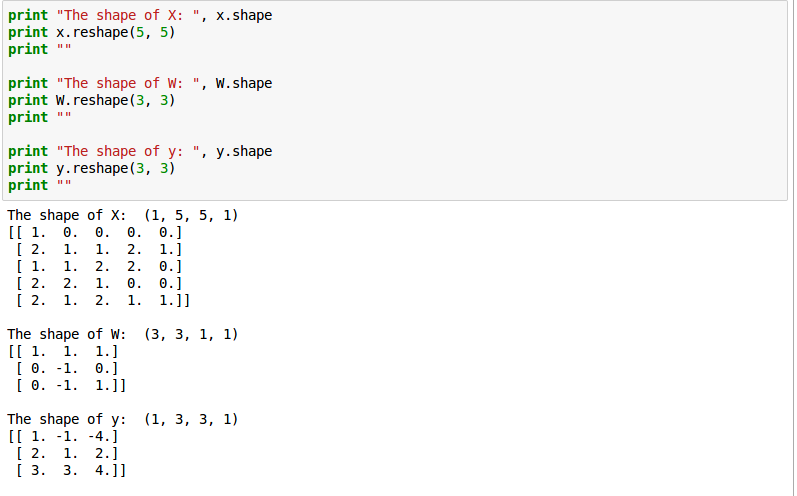 print "The shape of X: ", x.shape
print x.reshape(5, 5)
print ""
print "The shape of W: ", W.shape
print W.reshape(3, 3)
print ""
print "The shape of y: ", y.shape
print y.reshape(3, 3)
print ""
The shape of X:  (1, 5, 5, 1)
[[ 1.  0.  0.  0.  0.]
 [ 2.  1.  1.  2.  1.]
 [ 1.  1.  2.  2.  0.]
 [ 2.  2.  1.  0.  0.]
 [ 2.  1.  2.  1.  1.]]
The shape of W:  (3, 3, 1, 1)
[[ 1.  1.  1.]
 [ 0. -1.  0.]
 [ 0. -1.  1.]]
The shape of y:  (1, 3, 3, 1)
[[ 1. -1. -4.]
 [ 2.  1.  2.]
 [ 3.  3.  4.]]